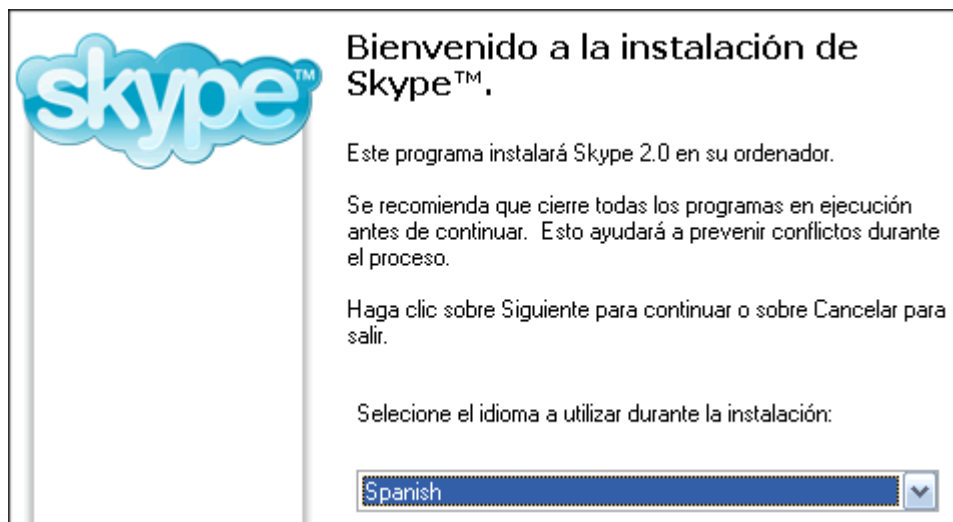 skype™
Bienvenido a la instalación de
Skype™.
Este programa instalará Skype 2.0 en su ordenador.
Se recomienda que cierre todas los programas en ejecución
antes de continuar.  Esto ayudará a prevenir conflictos durante
el proceso.
Haga clic sobre Siguiente para continuar o sobre Cancelar para
salir.
Selecione el idioma a utilizar durante la instalación:
Spanish